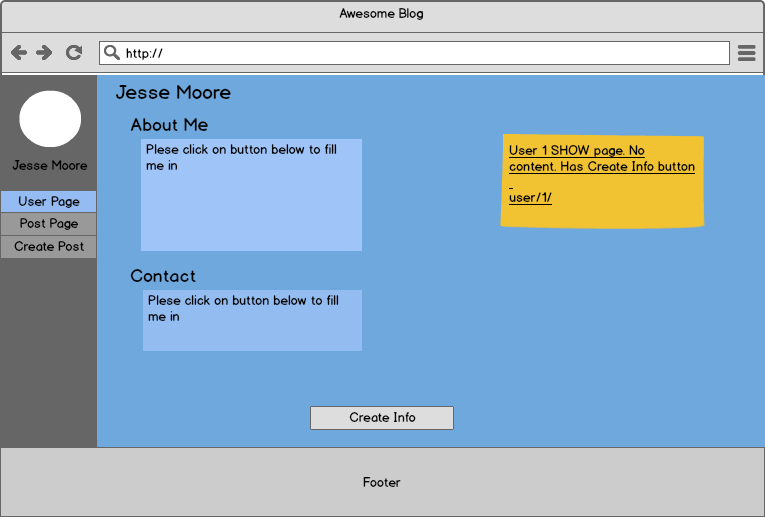 Awesome Blog
http://
Jesse Moore
User Page
Post Page
Create Post
Jesse Moore
About Me
Plese click on button below to fill
me in
Contact
Plese click on button below to fill
me in
Create Info
User 1 SHOW page. No
content. Has Create Info button
user/1/
Footer